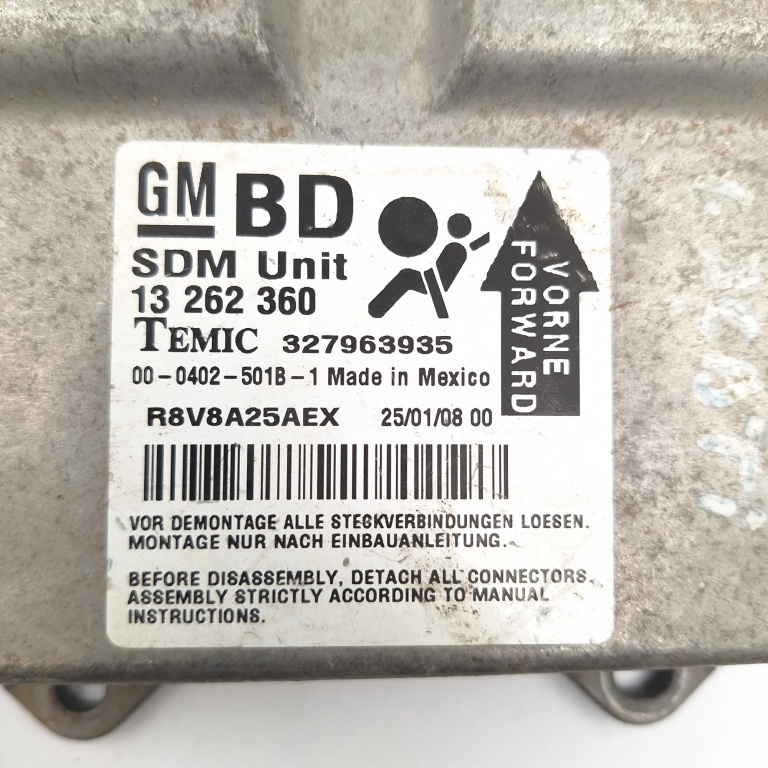 GM BD
SDM Unit
13 262 360
TEMIC 327963935
00-0402-501B-1 Made in Mexico
R8V8A25AEX 25/01/08 00
VORNE
FORWARD
VOR DEMONTAGE ALLE STECKVERBINDUNGEN LOESEN.
MONTAGE NUR NACH EINBAUANLEITUNG.
BEFORE DISASSEMBLY, DETACH ALL CONNECTORS.
ASSEMBLY STRICTLY ACCORDING TO MANUAL
INSTRUCTIONS.